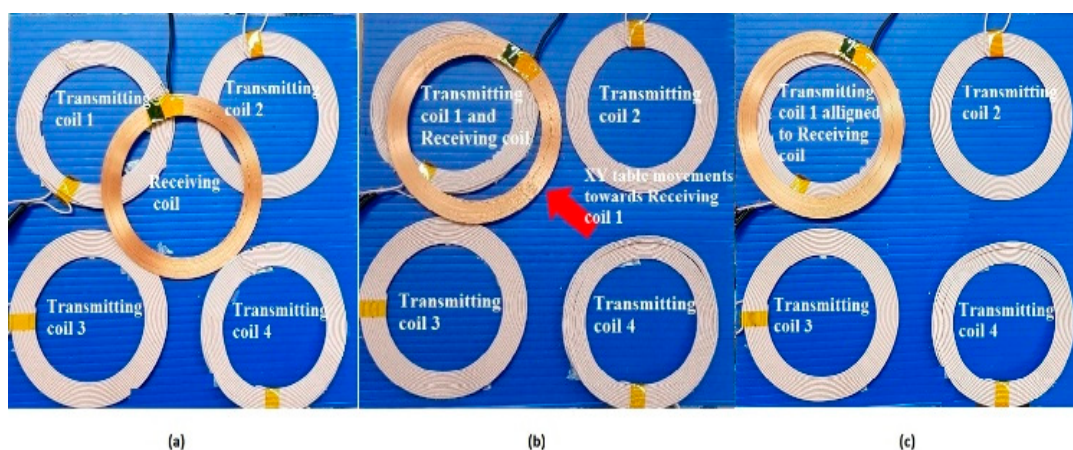 Transmitting
coil 1
Transmitting
coil 2
Receiving
coil
Transmitting
coil 3
Transmitting
coil 4
Transmitting
coil 1 and
Receiving coil
Transmitting
coil 2
XY table movements
towards Receiving
coil 1
Transmitting
coil 3
Transmitting
coil 4
Transmitting
coil 1 alligned
to Receiving
coil
Transmitting
coil 2
Transmitting
coil 3
Transmitting
coil 4
(a)
(b)
(c)